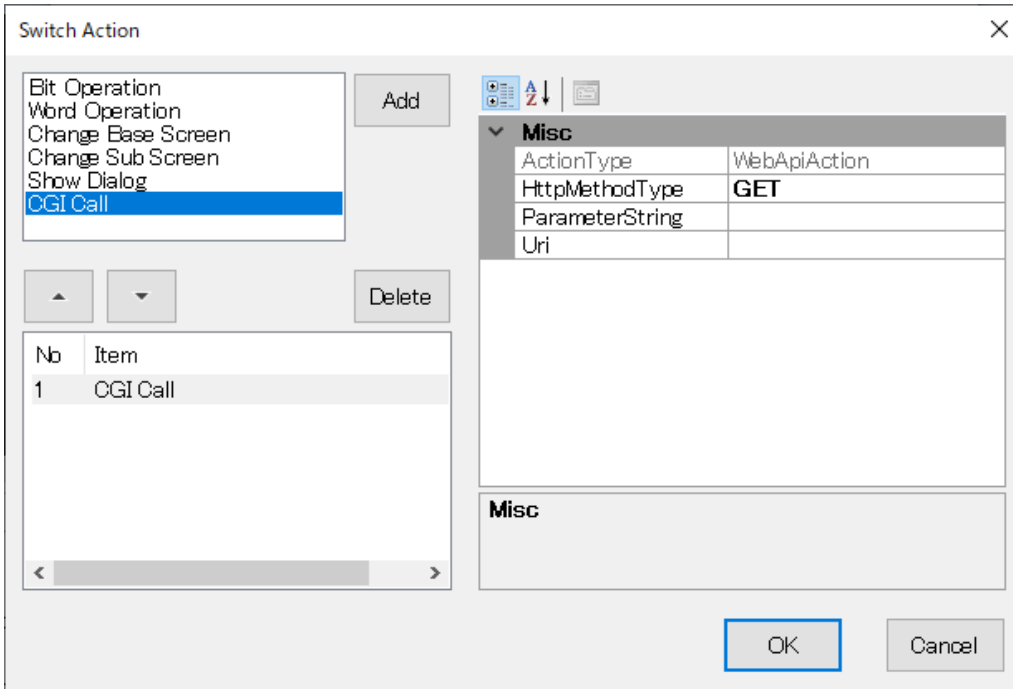 Switch Action
Bit Operation
Word Operation
Change Base Screen
Change Sub Screen
Show Dialog
CGI Call
Add
Delete
No Item
1 CGI Call
Misc
ActionType WebApiAction
HttpMethodType GET
ParameterString
Uri
Misc
OK Cancel